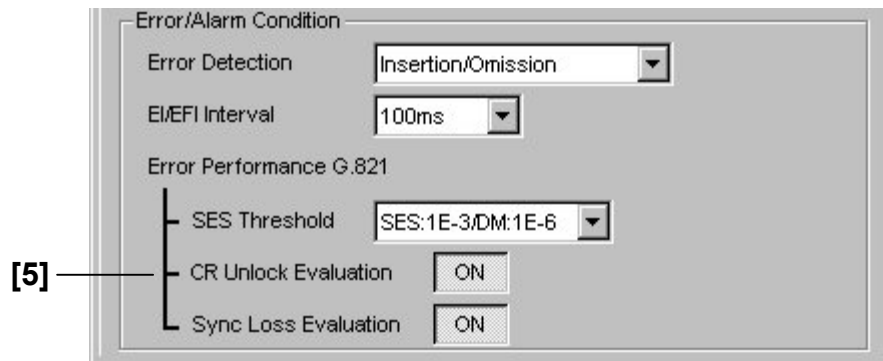 Error/Alarm Condition
Error Detection Insertion/Omission
EI/EFI Interval 100ms
Error Performance G.821
SES Threshold SES:1E-3/DM:1E-6
[5] CR Unlock Evaluation ON
Sync Loss Evaluation ON